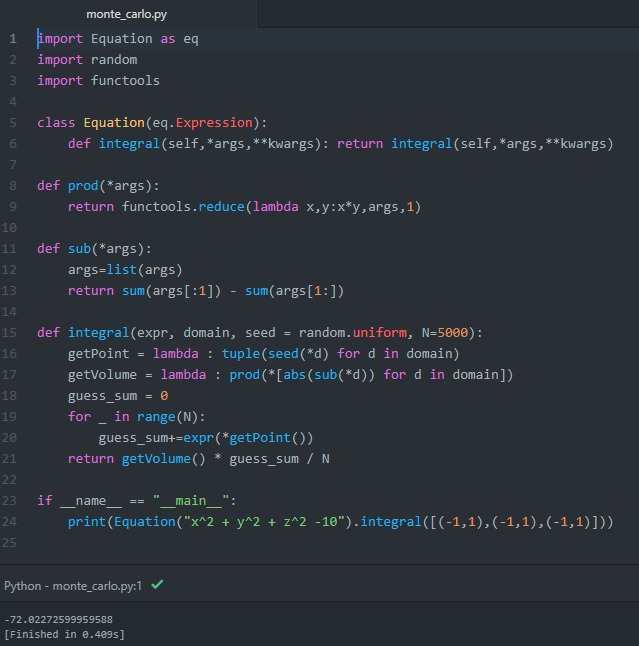 monte_carlo.py
1 import Equation as eq
2 import random
3 import functools
4
5 class Equation(eq.Expression):
6     def integral(self,*args,**kwargs): return integral(self,*args,**kwargs)
7
8 def prod(*args):
9     return functools.reduce(lambda x,y:x*y,args,1)
10
11 def sub(*args):
12     args=list(args)
13     return sum(args[:1]) - sum(args[1:])
14
15 def integral(expr, domain, seed = random.uniform, N=5000):
16     getPoint = lambda : tuple(seed(*d) for d in domain)
17     getVolume = lambda : prod(*[abs(sub(*d)) for d in domain])
18     guess_sum = 0
19     for _ in range(N):
20         guess_sum+=expr(*getPoint())
21     return getVolume() * guess_sum / N
22
23 if __name__ == "__main__":
24     print(Equation("x^2 + y^2 + z^2 -10").integral([(-1,1),(-1,1),(-1,1)]))
25
Python - monte_carlo.py:1 ✔
-72.02272599959588
[Finished in 0.409s]